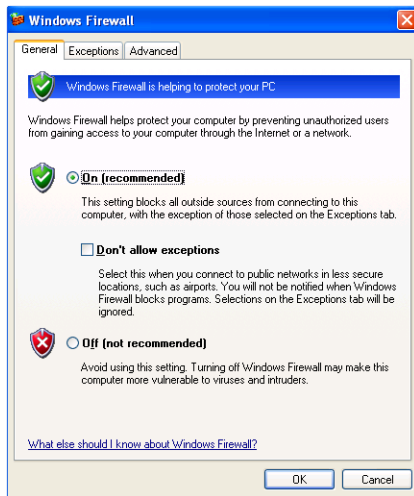 Windows Firewall
General Exceptions Advanced
Windows Firewall is helping to protect your PC
Windows Firewall helps protect your computer by preventing unauthorized users
from gaining access to your computer through the Internet or a network.
On (recommended)
This setting blocks all outside sources from connecting to this
computer, with the exception of those selected on the Exceptions tab.
Don't allow exceptions
Select this when you connect to public networks in less secure
locations, such as airports. You will not be notified when Windows
Firewall blocks programs. Selections on the Exceptions tab will be
ignored.
Off (not recommended)
Avoid using this setting. Turning off Windows Firewall may make this
computer more vulnerable to viruses and intruders.
What else should I know about Windows Firewall?
OK Cancel